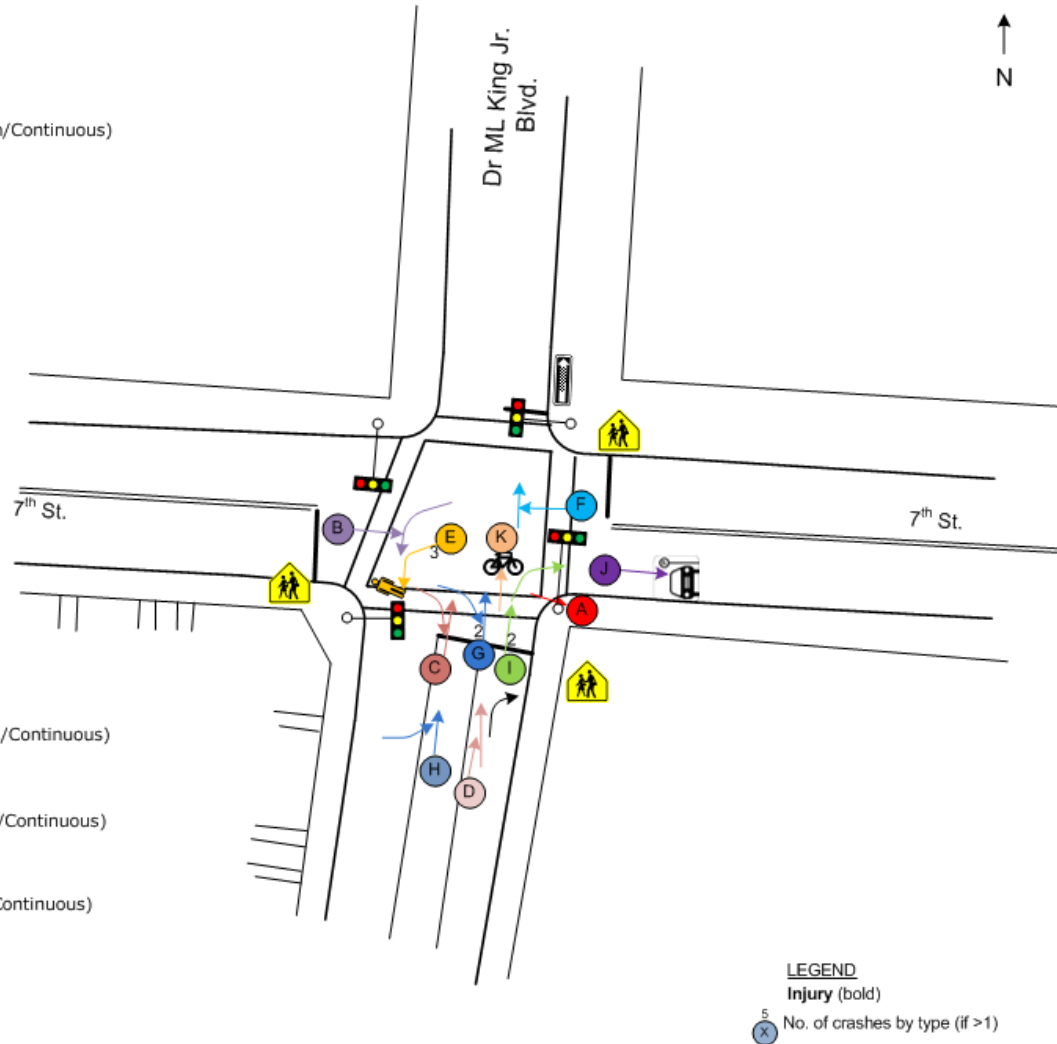 N
Dr ML King Jr.
Blvd.
n/Continuous)
7th St.
7th St.
B
E
3
K
F
J
A
2
2
C
G
I
H
D
/Continuous)
/Continuous)
Continuous)
LEGEND
Injury (bold)
5
X
No. of crashes by type (if >1)